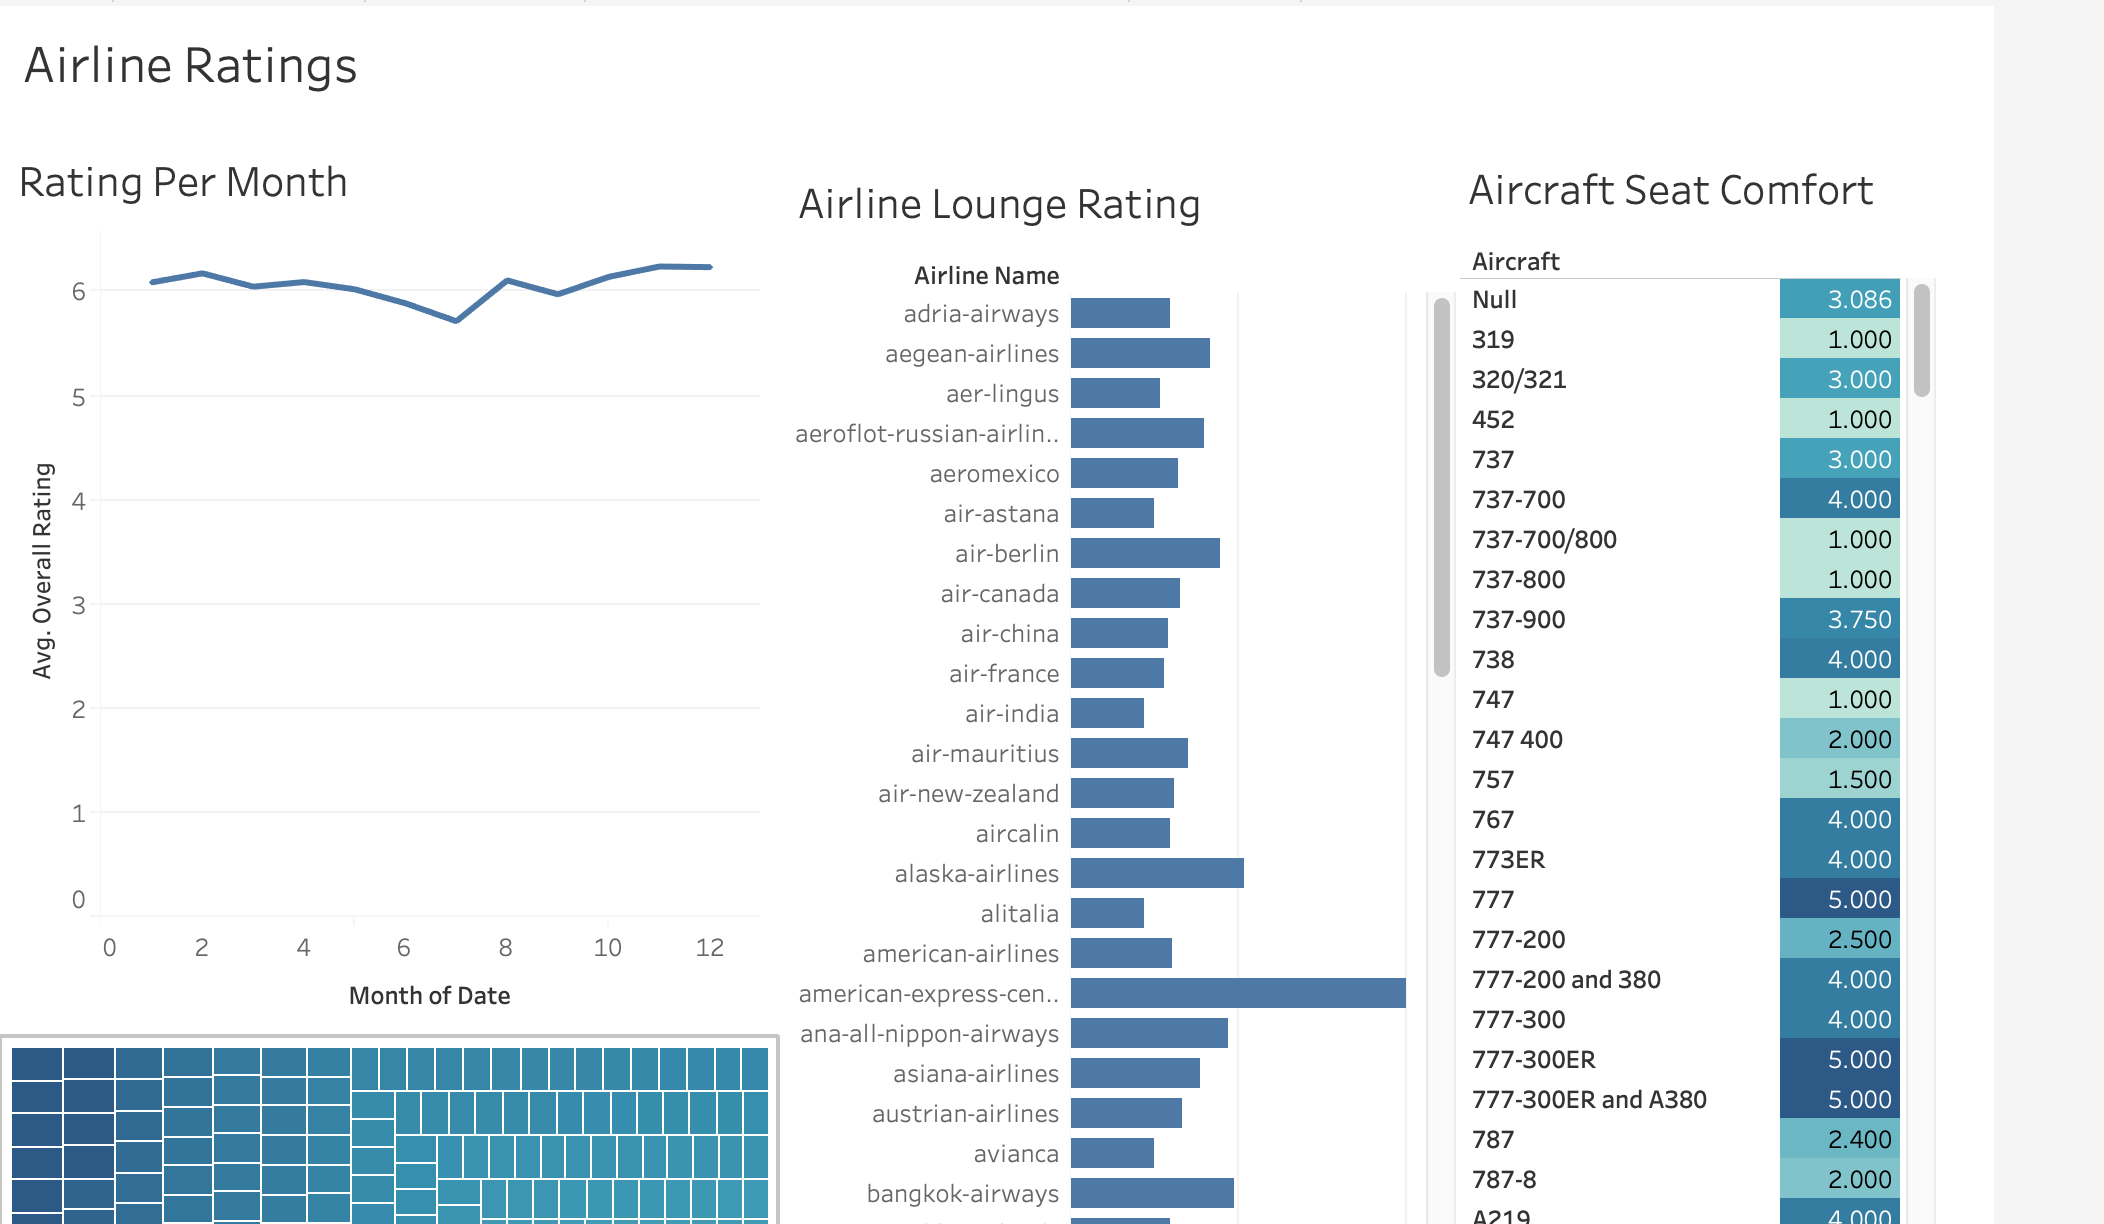 Airline Ratings
Rating Per Month
6
5
4
3
2
1
0
Avg. Overall Rating
0 2 4 6 8 10 12
Month of Date
Airline Lounge Rating
Airline Name
adria-airways
aegean-airlines
aer-lingus
aeroflot-russian-airlin..
aeromexico
air-astana
air-berlin
air-canada
air-china
air-france
air-india
air-mauritius
air-new-zealand
aircalin
alaska-airlines
alitalia
american-airlines
american-express-cen..
ana-all-nippon-airways
asiana-airlines
austrian-airlines
avianca
bangkok-airways
Aircraft Seat Comfort
Aircraft
Null 3.086
319 1.000
320/321 3.000
452 1.000
737 3.000
737-700 4.000
737-700/800 1.000
737-800 1.000
737-900 3.750
738 4.000
747 1.000
747 400 2.000
757 1.500
767 4.000
773ER 4.000
777 5.000
777-200 2.500
777-200 and 380 4.000
777-300 4.000
777-300ER 5.000
777-300ER and A380 5.000
787 2.400
787-8 2.000
A219 4.000